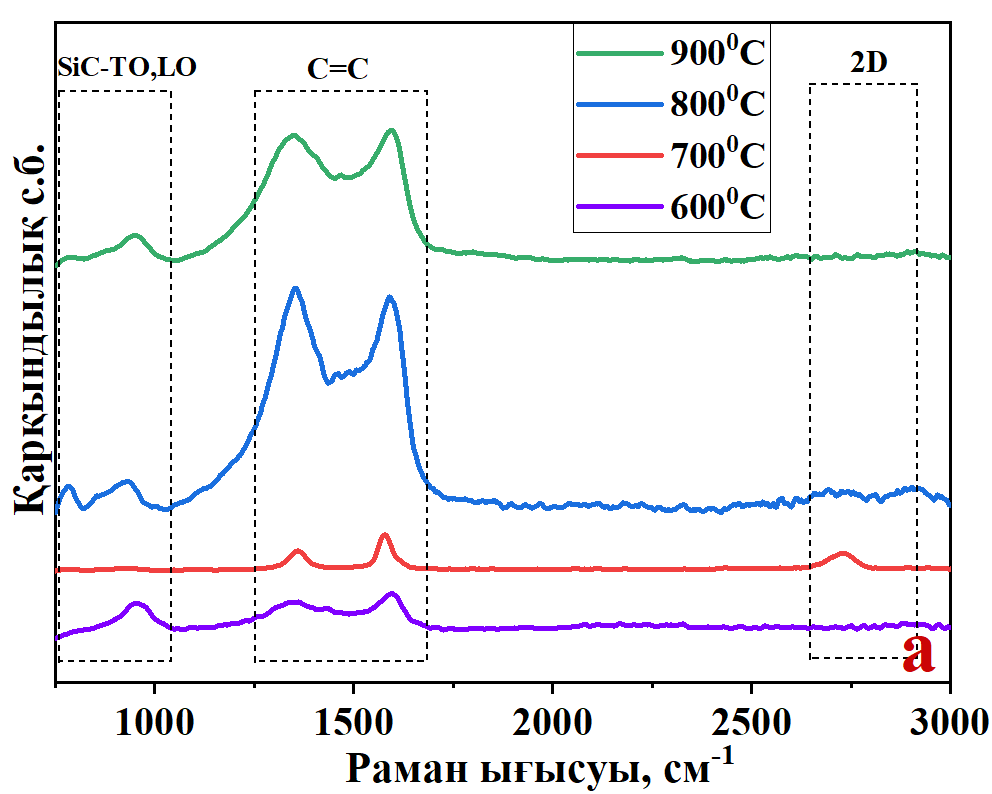 SiC-TO,LO
C=C
2D
900⁰C
800⁰C
700⁰C
600⁰C
Қарқындылық с.б.
a
1000
1500
2000
2500
3000
Раман ығысуы, см⁻¹